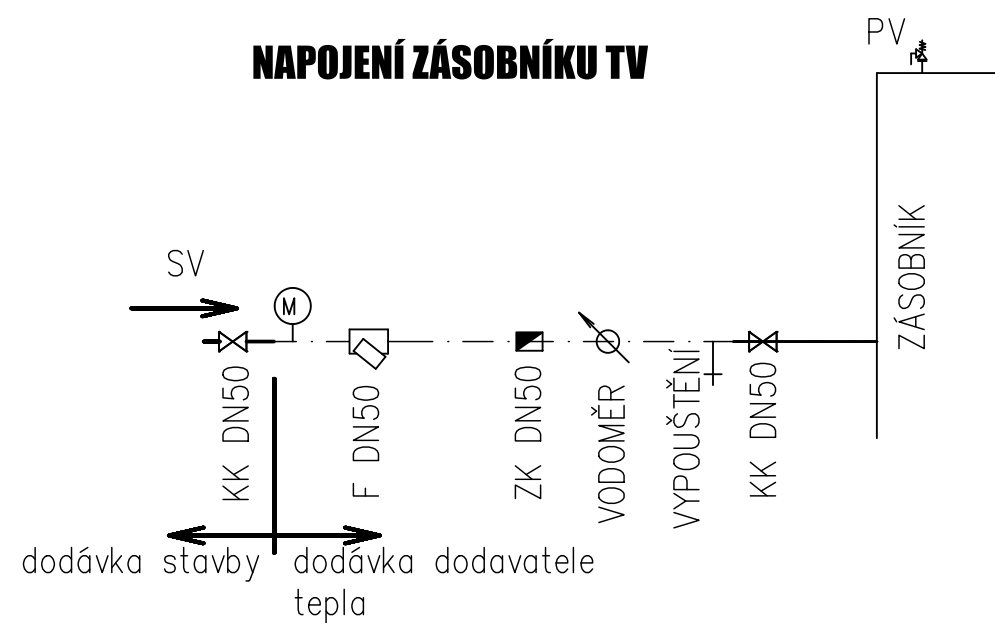 NAPOJENÍ ZÁSOBNÍKU TV
PV
SV
M
KK DN50
F DN50
ZK DN50
VODOMĚR
VYPOUŠTĚNÍ
KK DN50
ZÁSOBNÍK
dodávka stavby
dodávka dodavatele
tepla